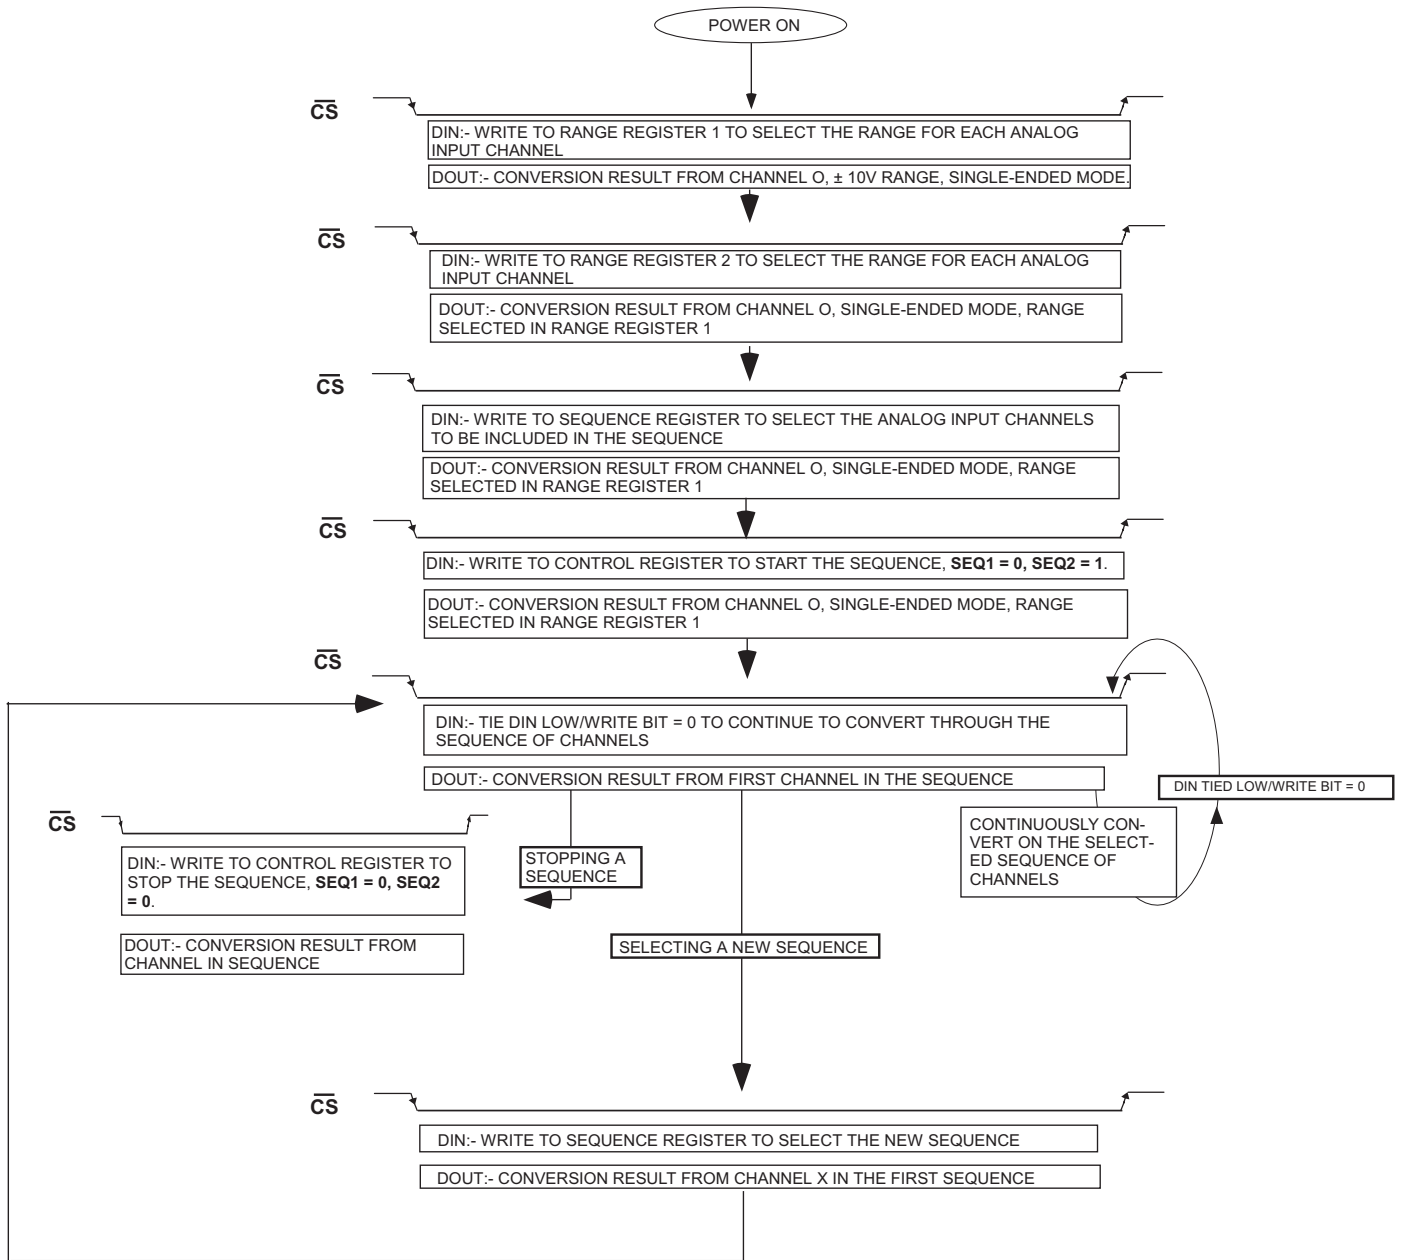 POWER ON
CS
DIN:- WRITE TO RANGE REGISTER 1 TO SELECT THE RANGE FOR EACH ANALOG
INPUT CHANNEL
DOUT:- CONVERSION RESULT FROM CHANNEL O, ± 10V RANGE, SINGLE-ENDED MODE.
CS
DIN:- WRITE TO RANGE REGISTER 2 TO SELECT THE RANGE FOR EACH ANALOG
INPUT CHANNEL
DOUT:- CONVERSION RESULT FROM CHANNEL O, SINGLE-ENDED MODE, RANGE
SELECTED IN RANGE REGISTER 1
CS
DIN:- WRITE TO SEQUENCE REGISTER TO SELECT THE ANALOG INPUT CHANNELS
TO BE INCLUDED IN THE SEQUENCE
DOUT:- CONVERSION RESULT FROM CHANNEL O, SINGLE-ENDED MODE, RANGE
SELECTED IN RANGE REGISTER 1
CS
DIN:- WRITE TO CONTROL REGISTER TO START THE SEQUENCE, SEQ1 = 0, SEQ2 = 1.
DOUT:- CONVERSION RESULT FROM CHANNEL O, SINGLE-ENDED MODE, RANGE
SELECTED IN RANGE REGISTER 1
CS
DIN:- TIE DIN LOW/WRITE BIT = 0 TO CONTINUE TO CONVERT THROUGH THE
SEQUENCE OF CHANNELS
DOUT:- CONVERSION RESULT FROM FIRST CHANNEL IN THE SEQUENCE
DIN TIED LOW/WRITE BIT = 0
CONTINUOUSLY CON-
VERT ON THE SELECT-
ED SEQUENCE OF
CHANNELS
CS
DIN:- WRITE TO CONTROL REGISTER TO
STOP THE SEQUENCE, SEQ1 = 0, SEQ2
= 0.
DOUT:- CONVERSION RESULT FROM
CHANNEL IN SEQUENCE
STOPPING A
SEQUENCE
SELECTING A NEW SEQUENCE
CS
DIN:- WRITE TO SEQUENCE REGISTER TO SELECT THE NEW SEQUENCE
DOUT:- CONVERSION RESULT FROM CHANNEL X IN THE FIRST SEQUENCE